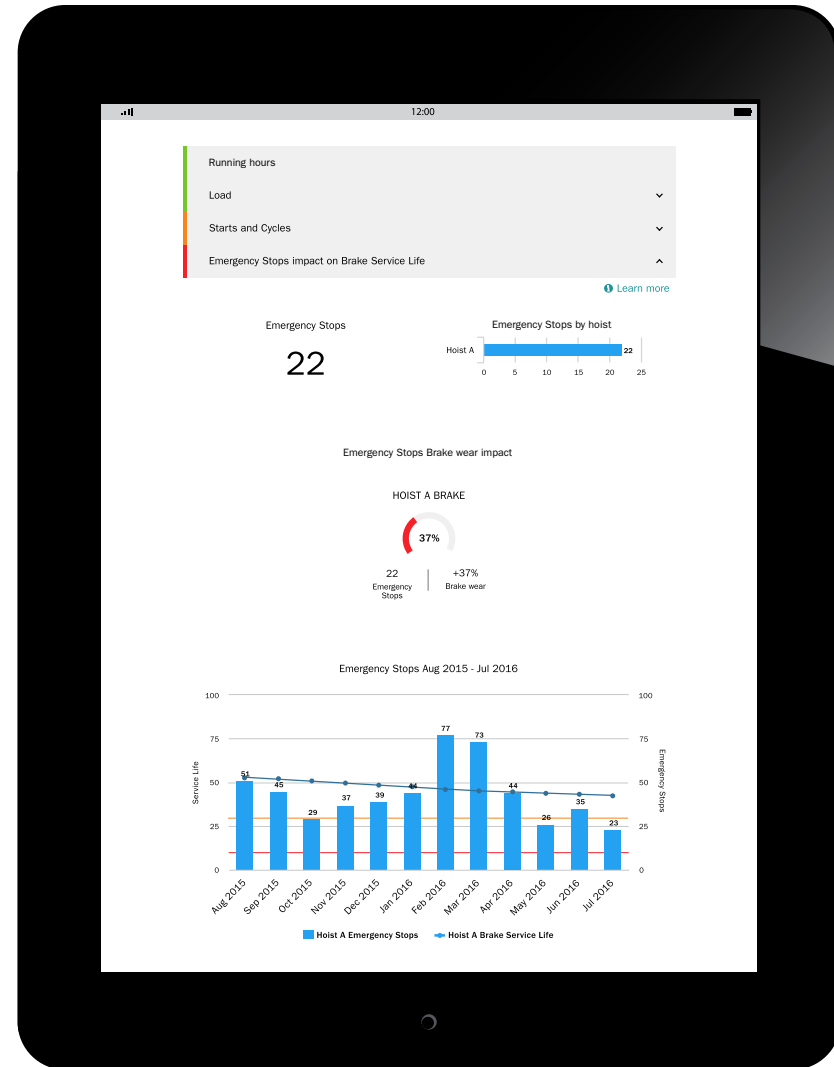 12:00
Running hours
Load
Starts and Cycles
Emergency Stops impact on Brake Service Life
Learn more
Emergency Stops
22
Emergency Stops by hoist
Hoist A
22
0 5 10 15 20 25
Emergency Stops Brake wear impact
HOIST A BRAKE
37%
22
Emergency
Stops
+37%
Brake wear
Emergency Stops Aug 2015 - Jul 2016
Service Life
100
75
50
25
0
51 45 29 37 39 44 77 73 44 26 35 23
100
75
50
25
0
Emergency Stops
Aug 2015 Sep 2015 Oct 2015 Nov 2015 Dec 2015 Jan 2016 Feb 2016 Mar 2016 Apr 2016 May 2016 Jun 2016 Jul 2016
Hoist A Emergency Stops Hoist A Brake Service Life